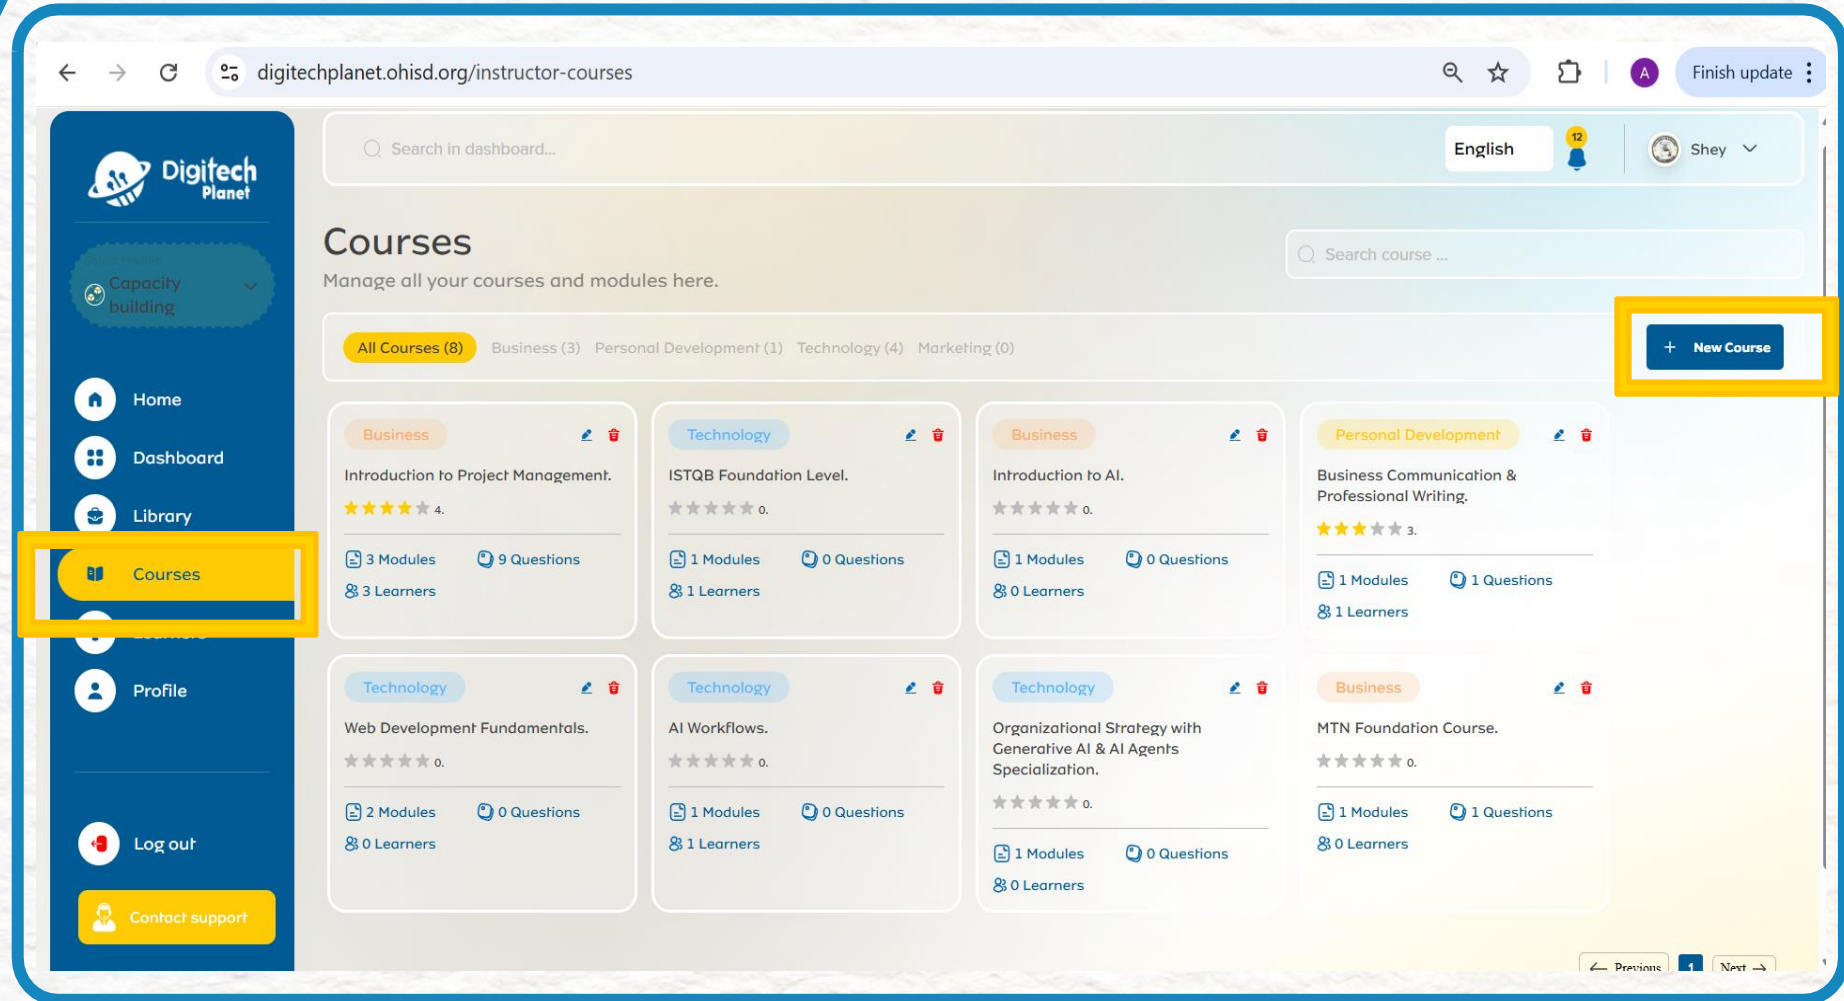 digitechplanet.ohisd.org/instructor-courses
A
Finish update
Digitech
Planet
Capacity
building
Home
Dashboard
Library
Courses
Learners
Profile
Log out
Contact support
Search in dashboard...
English
12
Shey
Courses
Manage all your courses and modules here.
Search course ...
All Courses (8) Business (3) Personal Development (1) Technology (4) Marketing (0)
+ New Course
Business
Introduction to Project Management.
4.
3 Modules 9 Questions
3 Learners
Technology
ISTQB Foundation Level.
0.
1 Modules 0 Questions
1 Learners
Business
Introduction to AI.
0.
1 Modules 0 Questions
0 Learners
Personal Development
Business Communication &
Professional Writing.
3.
1 Modules 1 Questions
1 Learners
Technology
Web Development Fundamentals.
0.
2 Modules 0 Questions
0 Learners
Technology
AI Workflows.
0.
1 Modules 0 Questions
1 Learners
Technology
Organizational Strategy with
Generative AI & AI Agents
Specialization.
0.
1 Modules 0 Questions
0 Learners
Business
MTN Foundation Course.
0.
1 Modules 1 Questions
0 Learners
← Previous 1 Next →